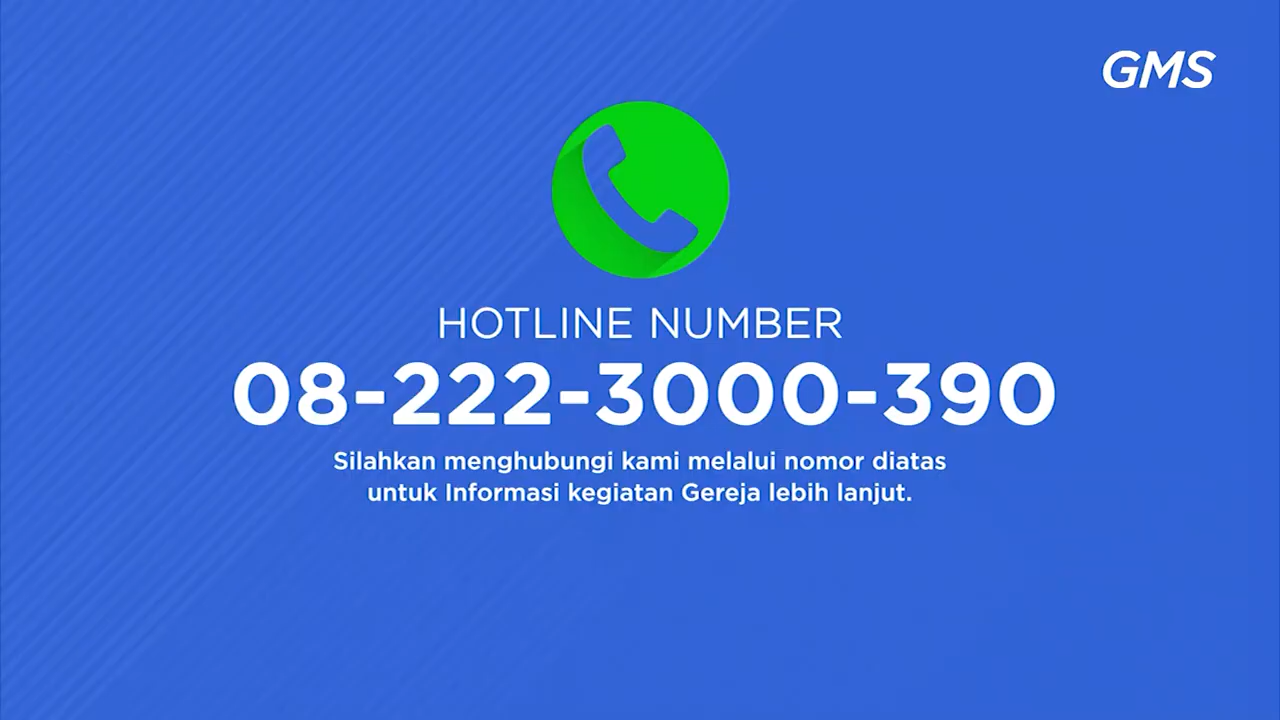 GMS
HOTLINE NUMBER
08-222-3000-390
Silahkan menghubungi kami melalui nomor diatas
untuk Informasi kegiatan Gereja lebih lanjut.